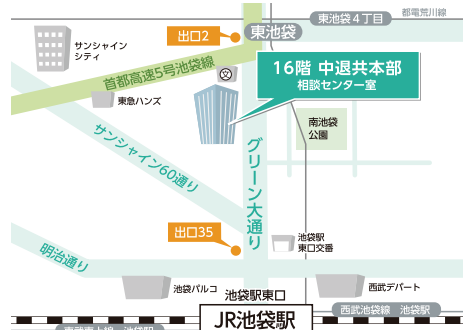 東池袋4丁目
都電荒川線
出口2
東池袋
サンシャイン
シティ
首都高速5号池袋線
文
16階 中退共本部
相談センター室
東急ハンズ
南池袋
公園
サンシャイン60通り
グリーン大通り
出口35
池袋駅
東口交番
明治通り
池袋パルコ
池袋駅東口
西武デパート
JR池袋駅
西武池袋線 池袋駅